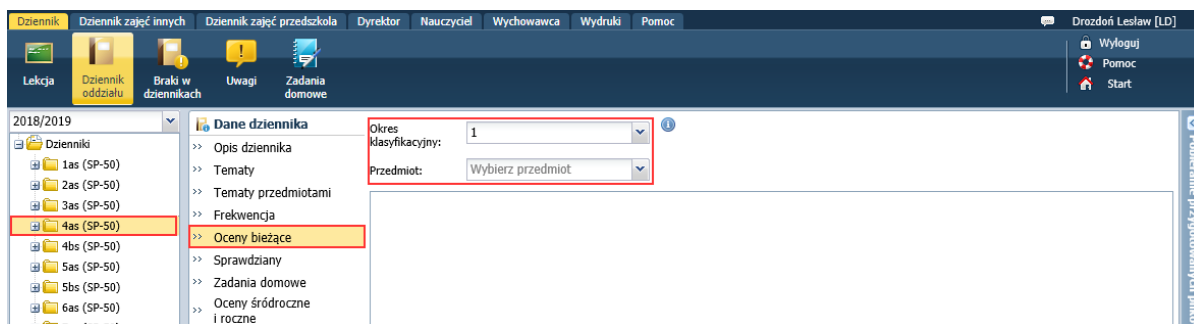 Dziennik Dziennik zajęć innych Dziennik zajęć przedszkola Dyrektor Nauczyciel Wychowawca Wydruki Pomoc Drozdoń Lesław [LD]
Lekcja
Dziennik oddziału
Braki w dziennikach
Uwagi
Zadania domowe
Wyloguj
Pomoc
Start
2018/2019
Dzienniki
1as (SP-50)
2as (SP-50)
3as (SP-50)
4as (SP-50)
4bs (SP-50)
5as (SP-50)
5bs (SP-50)
6as (SP-50)
Dane dziennika
Opis dziennika
Tematy
Tematy przedmiotami
Frekwencja
Oceny bieżące
Sprawdziany
Zadania domowe
Oceny śródroczne
i roczne
Okres
klasyfikacyjny: 1
Przedmiot: Wybierz przedmiot